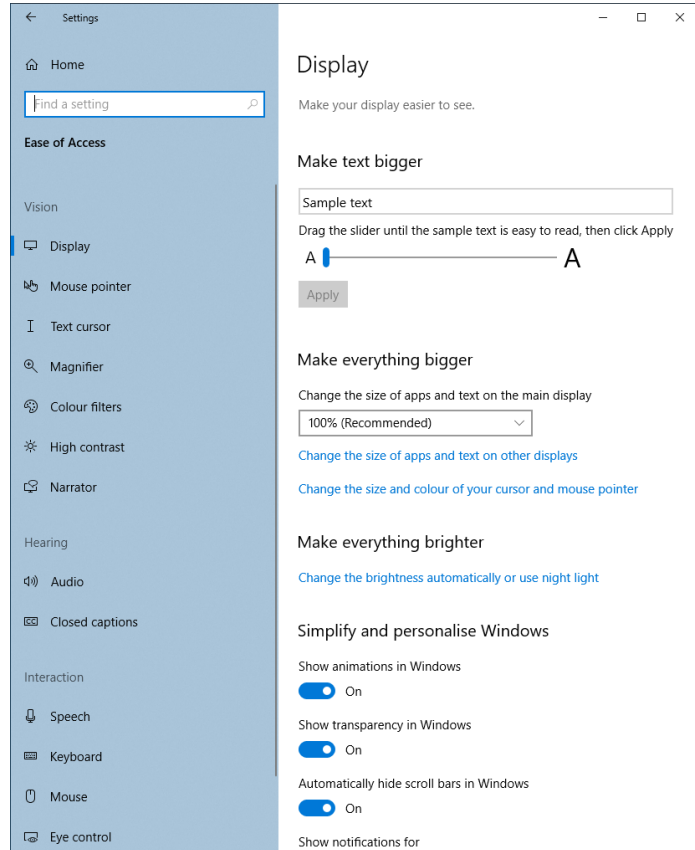 Settings
Home
Find a setting
Ease of Access
Vision
Display
Mouse pointer
Text cursor
Magnifier
Colour filters
High contrast
Narrator
Hearing
Audio
Closed captions
Interaction
Speech
Keyboard
Mouse
Eye control
Display
Make your display easier to see.
Make text bigger
Sample text
Drag the slider until the sample text is easy to read, then click Apply
A A
Apply
Make everything bigger
Change the size of apps and text on the main display
100% (Recommended)
Change the size of apps and text on other displays
Change the size and colour of your cursor and mouse pointer
Make everything brighter
Change the brightness automatically or use night light
Simplify and personalise Windows
Show animations in Windows
On
Show transparency in Windows
On
Automatically hide scroll bars in Windows
On
Show notifications for